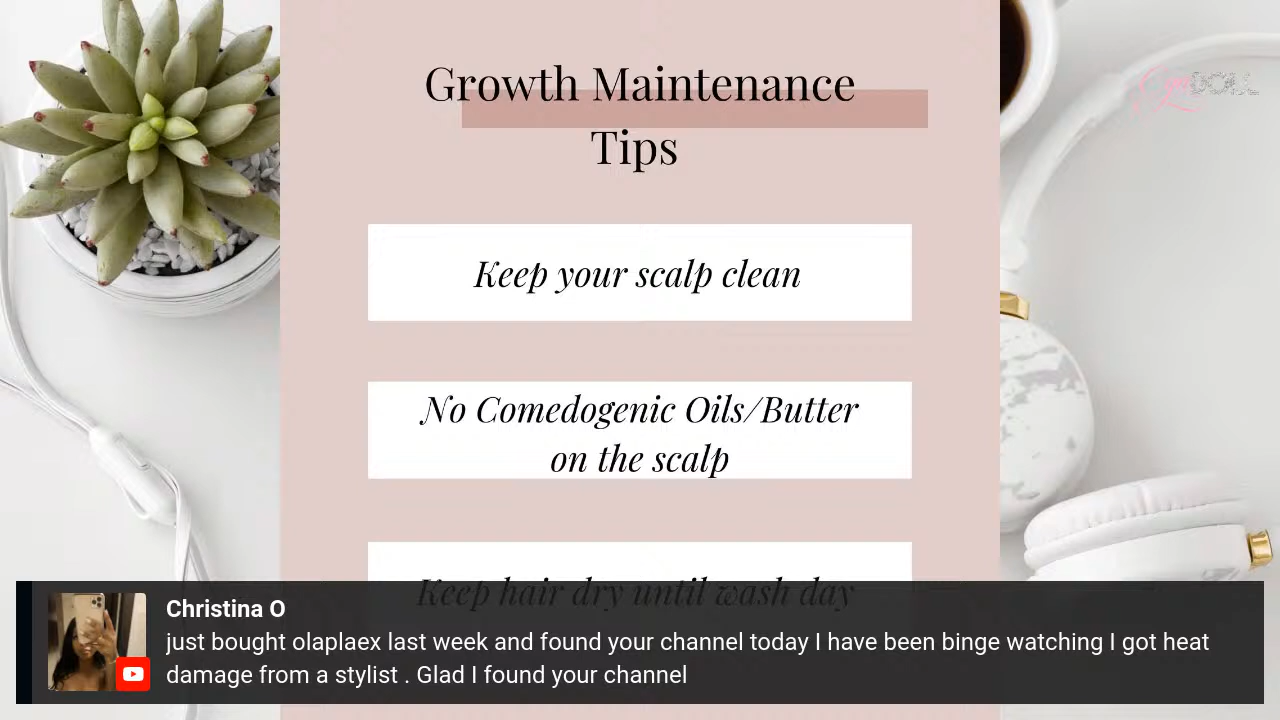 Growth Maintenance
Tips
Keep your scalp clean
No Comedogenic Oils/Butter
on the scalp
Keep hair dry until wash day
Christina O
just bought olaplaex last week and found your channel today I have been binge watching I got heat
damage from a stylist . Glad I found your channel